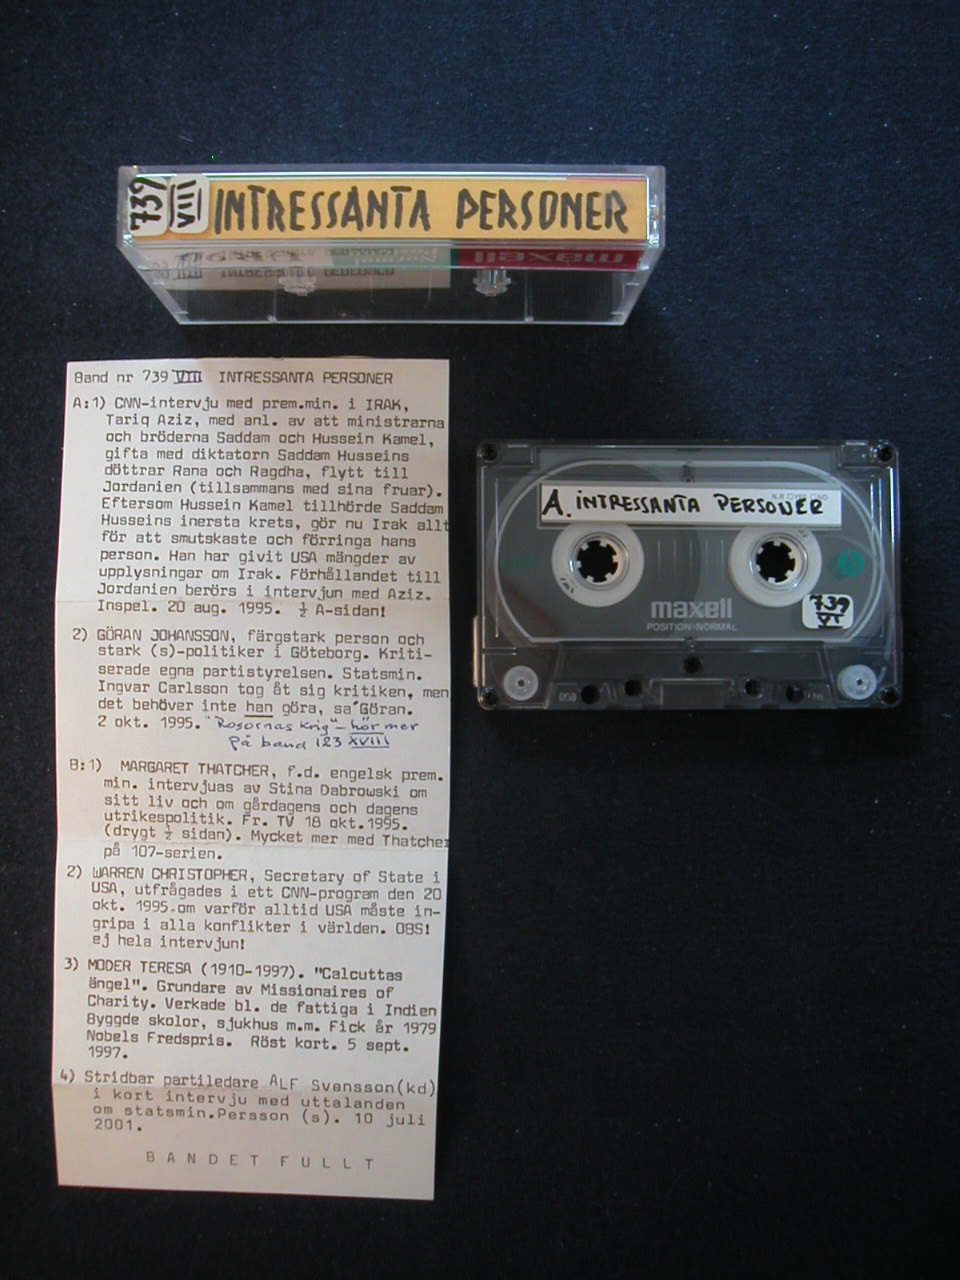 739
VIII
INTRESSANTA PERSONER
maxell
Normal
Band nr 739 VIII INTRESSANTA PERSONER
A:1) CNN-intervju med prem.min. i IRAK,
Tariq Aziz, med anl. av att ministrarna
och bröderna Saddam och Hussein Kamel,
gifta med diktatorn Saddam Husseins
döttrar Rana och Ragdha, flytt till
Jordanien (tillsammans med sina fruar).
Eftersom Hussein Kamel tillhörde Saddam
Husseins inersta krets, gör nu Irak allt
för att smutskaste och förringa hans
person. Han har givit USA mängder av
upplysningar om Irak. Förhållandet till
Jordanien berörs i intervjun med Aziz.
Inspel. 20 aug. 1995. ½ A-sidan!
2) GÖRAN JOHANSSON, färgstark person och
stark (s)-politiker i Göteborg. Kriti-
serade egna partistyrelsen. Statsmin.
Ingvar Carlsson tog åt sig kritiken, men
det behöver inte han göra, sa´Göran.
2 okt. 1995. "Rosornas krig" - hör mer
på band 123 XVIII
B:1) MARGARET THATCHER, f.d. engelsk prem.
min. intervjuas av Stina Dabrowski om
sitt liv och om gårdagens och dagens
utrikespolitik. Fr. TV 18 okt.1995.
(drygt ½ sidan). Mycket mer med Thatcher
på 107-serien.
2) WARREN CHRISTOPHER, Secretary of State i
USA, utfrågades i ett CNN-program den 20
okt. 1995.om varför alltid USA måste in-
gripa i alla konflikter i världen. OBS!
ej hela intervjun!
3) MODER TERESA (1910-1997). "Calcuttas
ängel". Grundare av Missionaires of
Charity. Verkade bl. de fattiga i Indien
Byggde skolor, sjukhus m.m. Fick år 1979
Nobels Fredspris. Röst kort. 5 sept.
1997.
4) Stridbar partiledare ALF Svensson(kd)
i kort intervju med uttalanden
om statsmin.Persson (s). 10 juli
2001.
BANDET FULLT
A. INTRESSANTA PERSONER
maxell
POSITION-NORMAL
739